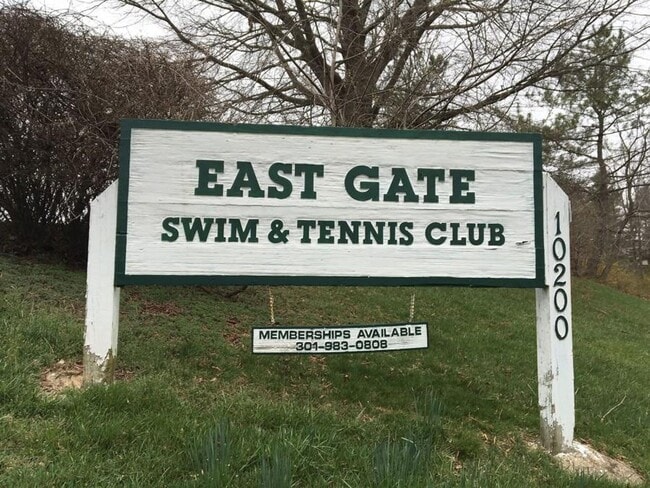 EAST GATE
SWIM & TENNIS CLUB
10200
MEMBERSHIPS AVAILABLE
301-983-0808